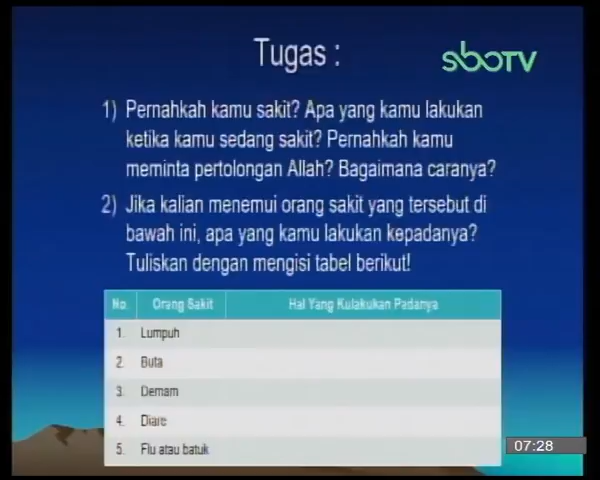 Tugas :
sboTV
1) Pernahkah kamu sakit? Apa yang kamu lakukan
ketika kamu sedang sakit? Pernahkah kamu
meminta pertolongan Allah? Bagaimana caranya?
2) Jika kalian menemui orang sakit yang tersebut di
bawah ini, apa yang kamu lakukan kepadanya?
Tuliskan dengan mengisi tabel berikut!
No. Orang Sakit Hal Yang Kulakukan Padanya
1. Lumpuh
2. Buta
3. Demam
4. Diare
5. Flu atau batuk
07:28